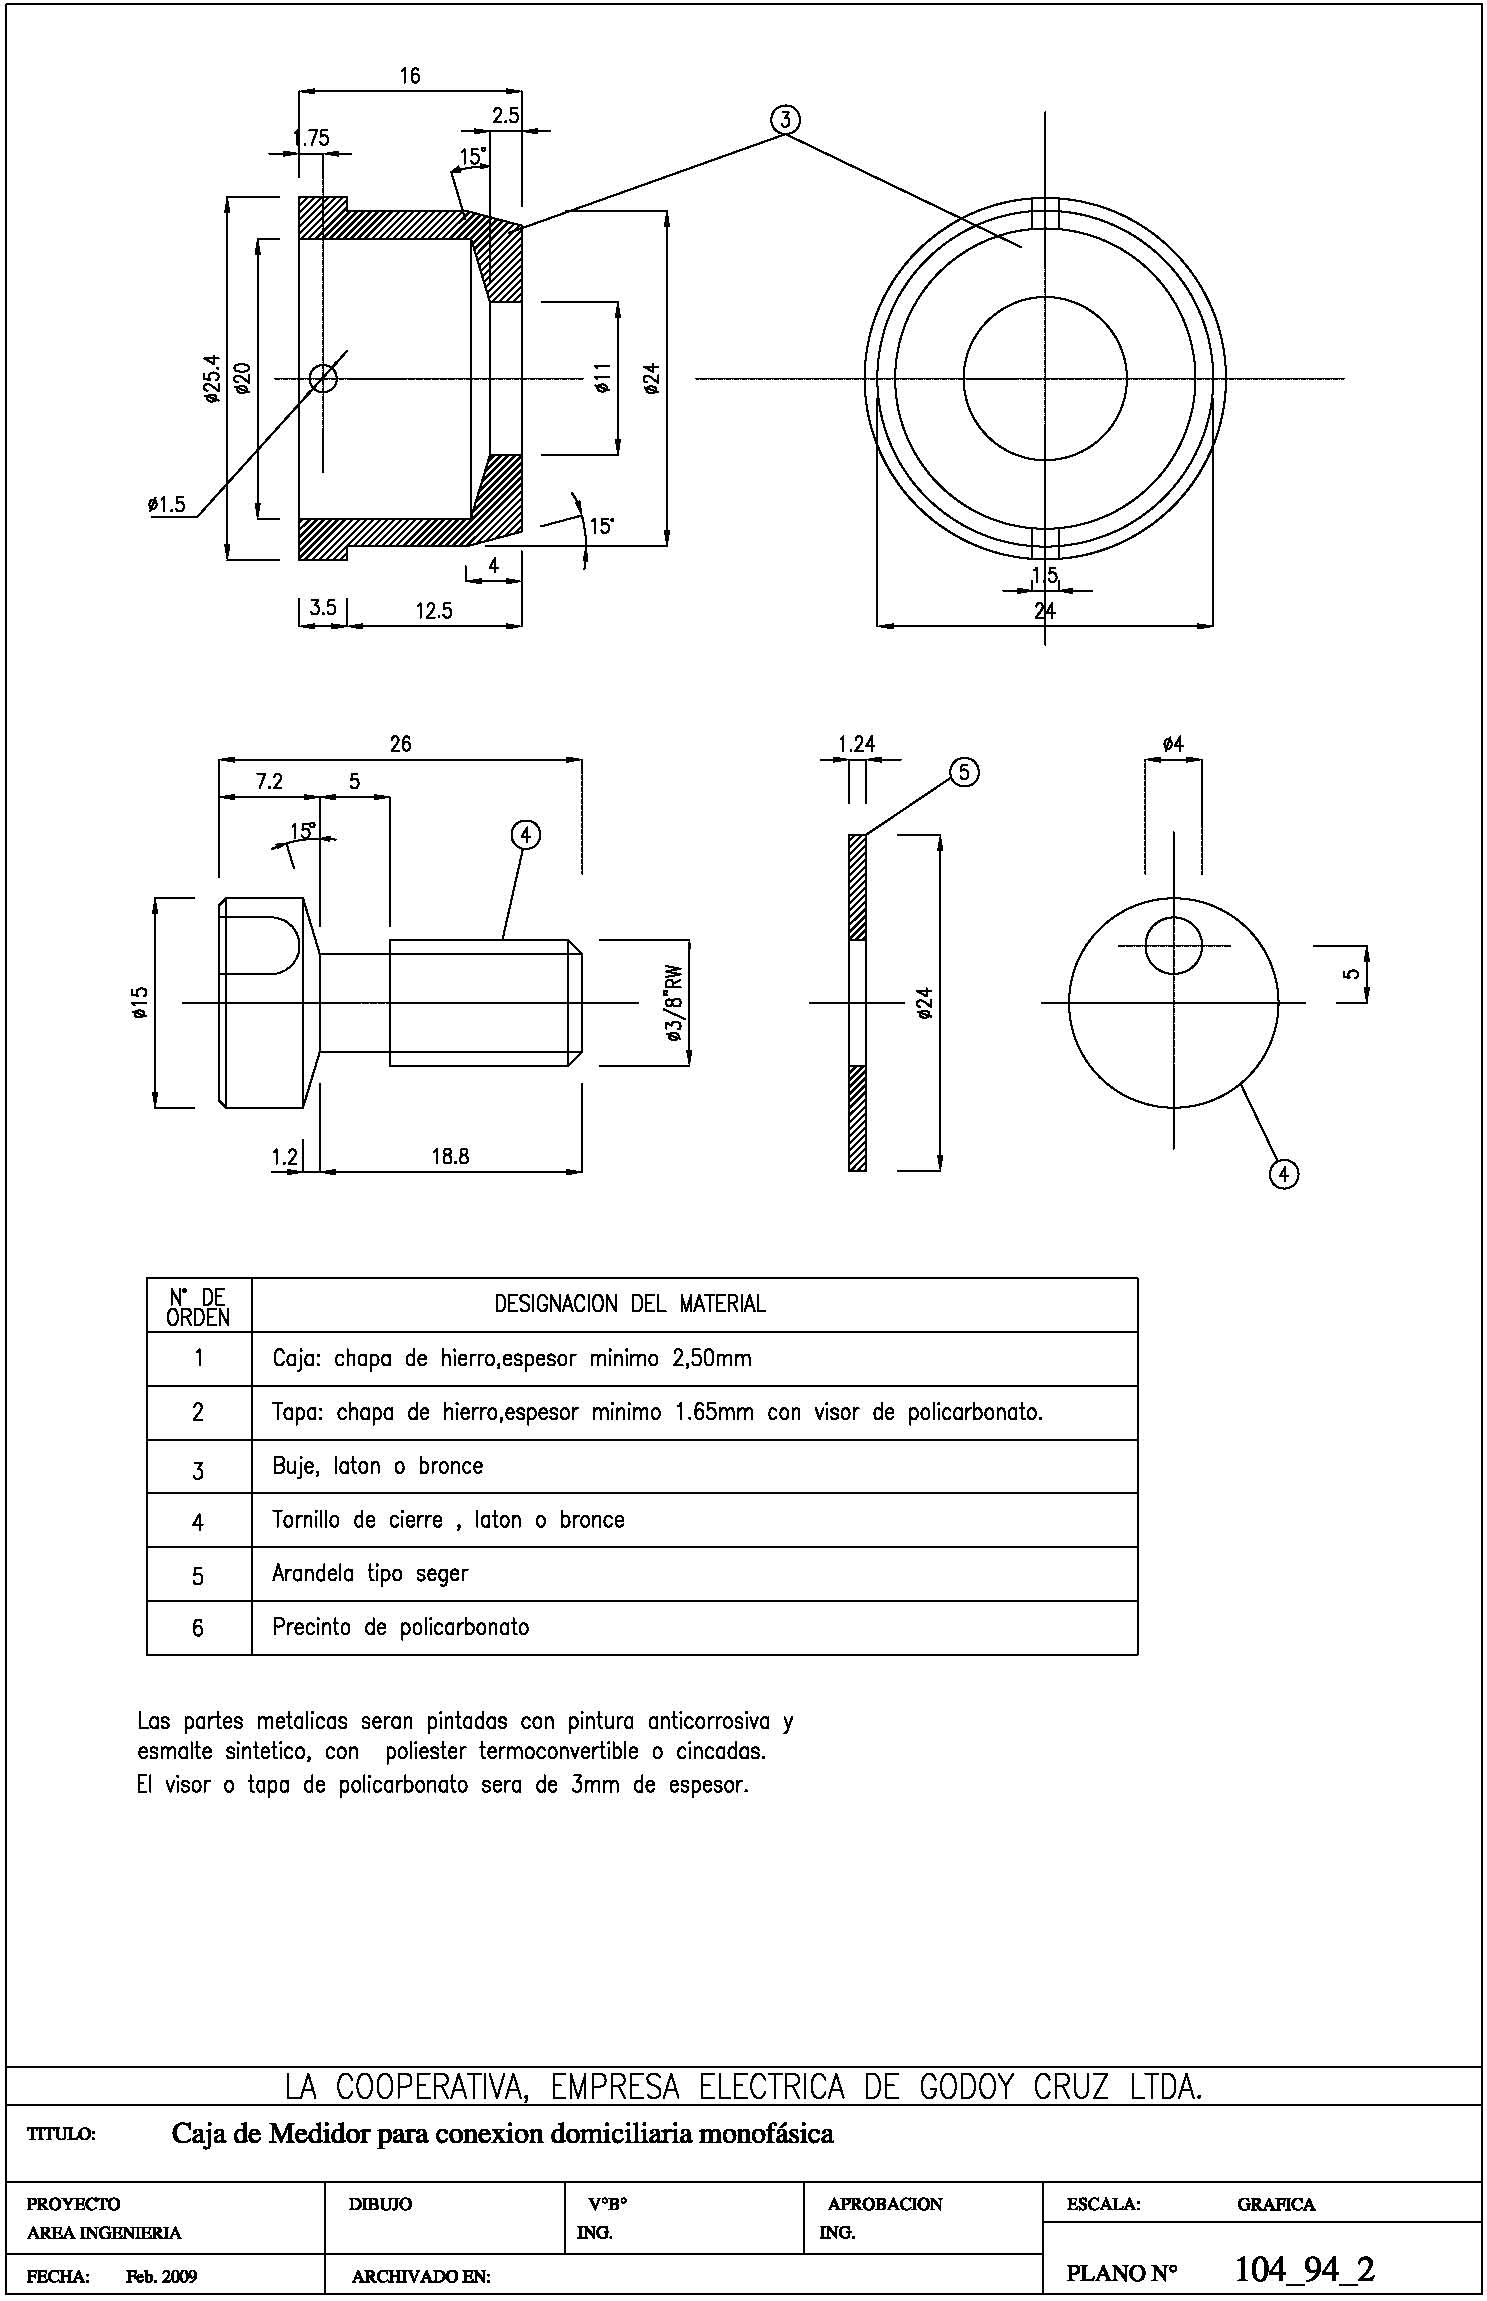 16
2.5
1.75
15°
3
ø25.4
ø20
ø11
ø24
ø1.5
15°
4
3.5
12.5
1.5
24
26
7.2
5
15°
4
ø15
ø3/8"RW
1.2
18.8
1.24
5
ø24
ø4
5
4
N° DE ORDEN
DESIGNACION DEL MATERIAL
1 Caja: chapa de hierro,espesor minimo 2,50mm
2 Tapa: chapa de hierro,espesor minimo 1.65mm con visor de policarbonato.
3 Buje, laton o bronce
4 Tornillo de cierre , laton o bronce
5 Arandela tipo seger
6 Precinto de policarbonato
Las partes metalicas seran pintadas con pintura anticorrosiva y
esmalte sintetico, con poliester termoconvertible o cincadas.
El visor o tapa de policarbonato sera de 3mm de espesor.
LA COOPERATIVA, EMPRESA ELECTRICA DE GODOY CRUZ LTDA.
TITULO: Caja de Medidor para conexion domiciliaria monofásica
PROYECTO
AREA INGENIERIA
DIBUJO
V°B°
ING.
APROBACION
ING.
ESCALA: GRAFICA
FECHA: Feb. 2009
ARCHIVADO EN:
PLANO N° 104_94_2